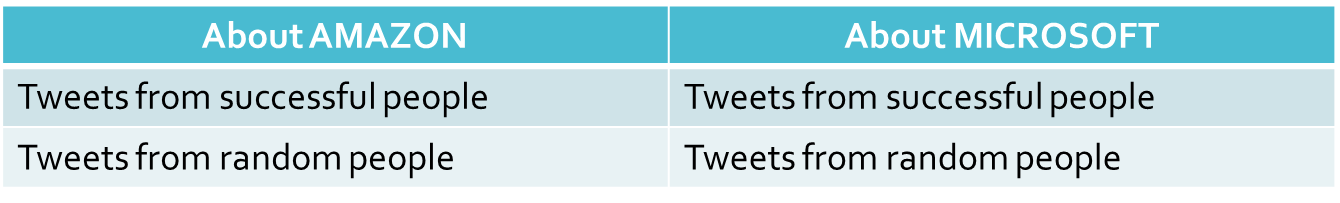 About AMAZON
About MICROSOFT
Tweets from successful people
Tweets from successful people
Tweets from random people
Tweets from random people